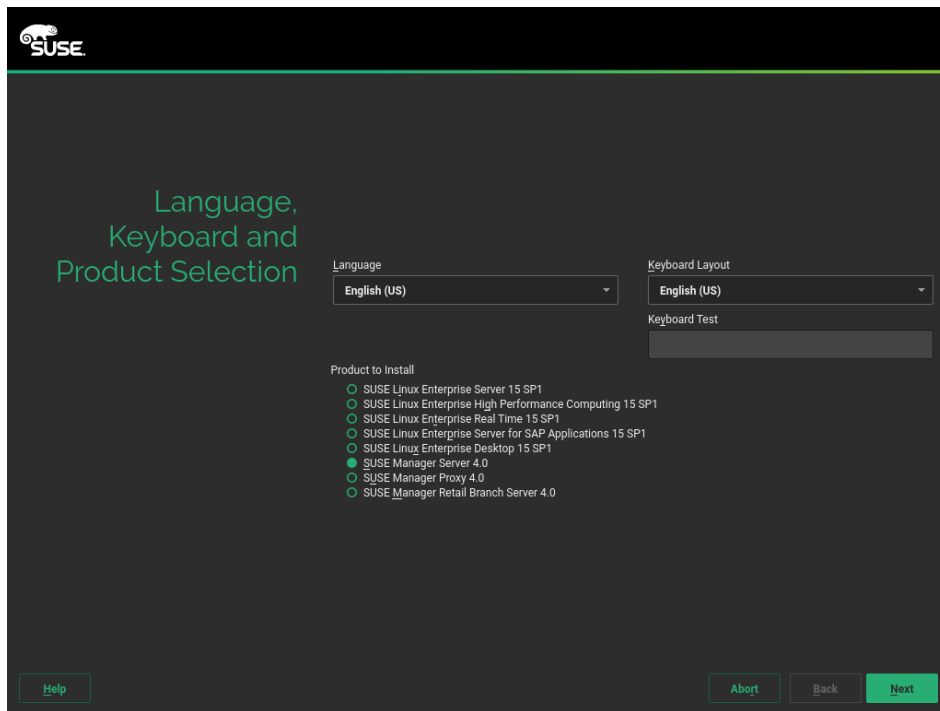 SUSE.
Language,
Keyboard and
Product Selection
Language
Keyboard Layout
English (US)
English (US)
Keyboard Test
Product to Install
SUSE Linux Enterprise Server 15 SP1
SUSE Linux Enterprise High Performance Computing 15 SP1
SUSE Linux Enterprise Real Time 15 SP1
SUSE Linux Enterprise Server for SAP Applications 15 SP1
SUSE Linux Enterprise Desktop 15 SP1
SUSE Manager Server 4.0
SUSE Manager Proxy 4.0
SUSE Manager Retail Branch Server 4.0
Help
Abort
Back
Next